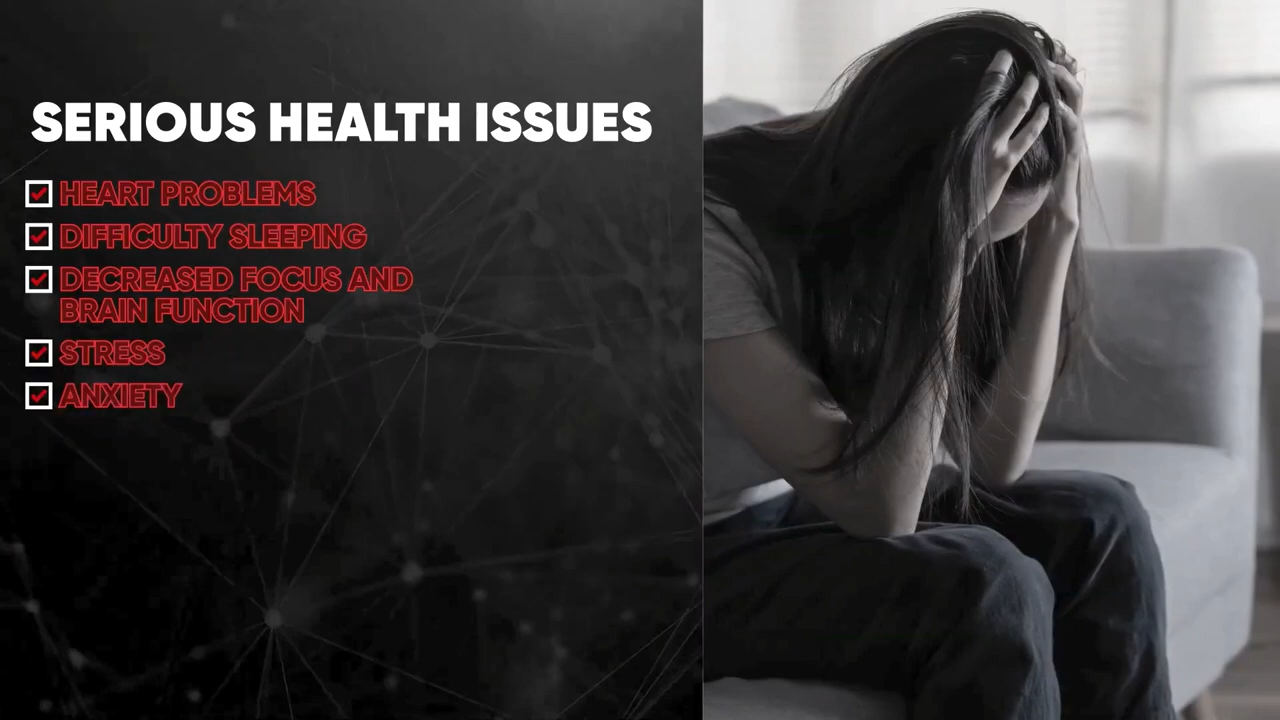 SERIOUS HEALTH ISSUES
HEART PROBLEMS
DIFFICULTY SLEEPING
DECREASED FOCUS AND
BRAIN FUNCTION
STRESS
ANXIETY